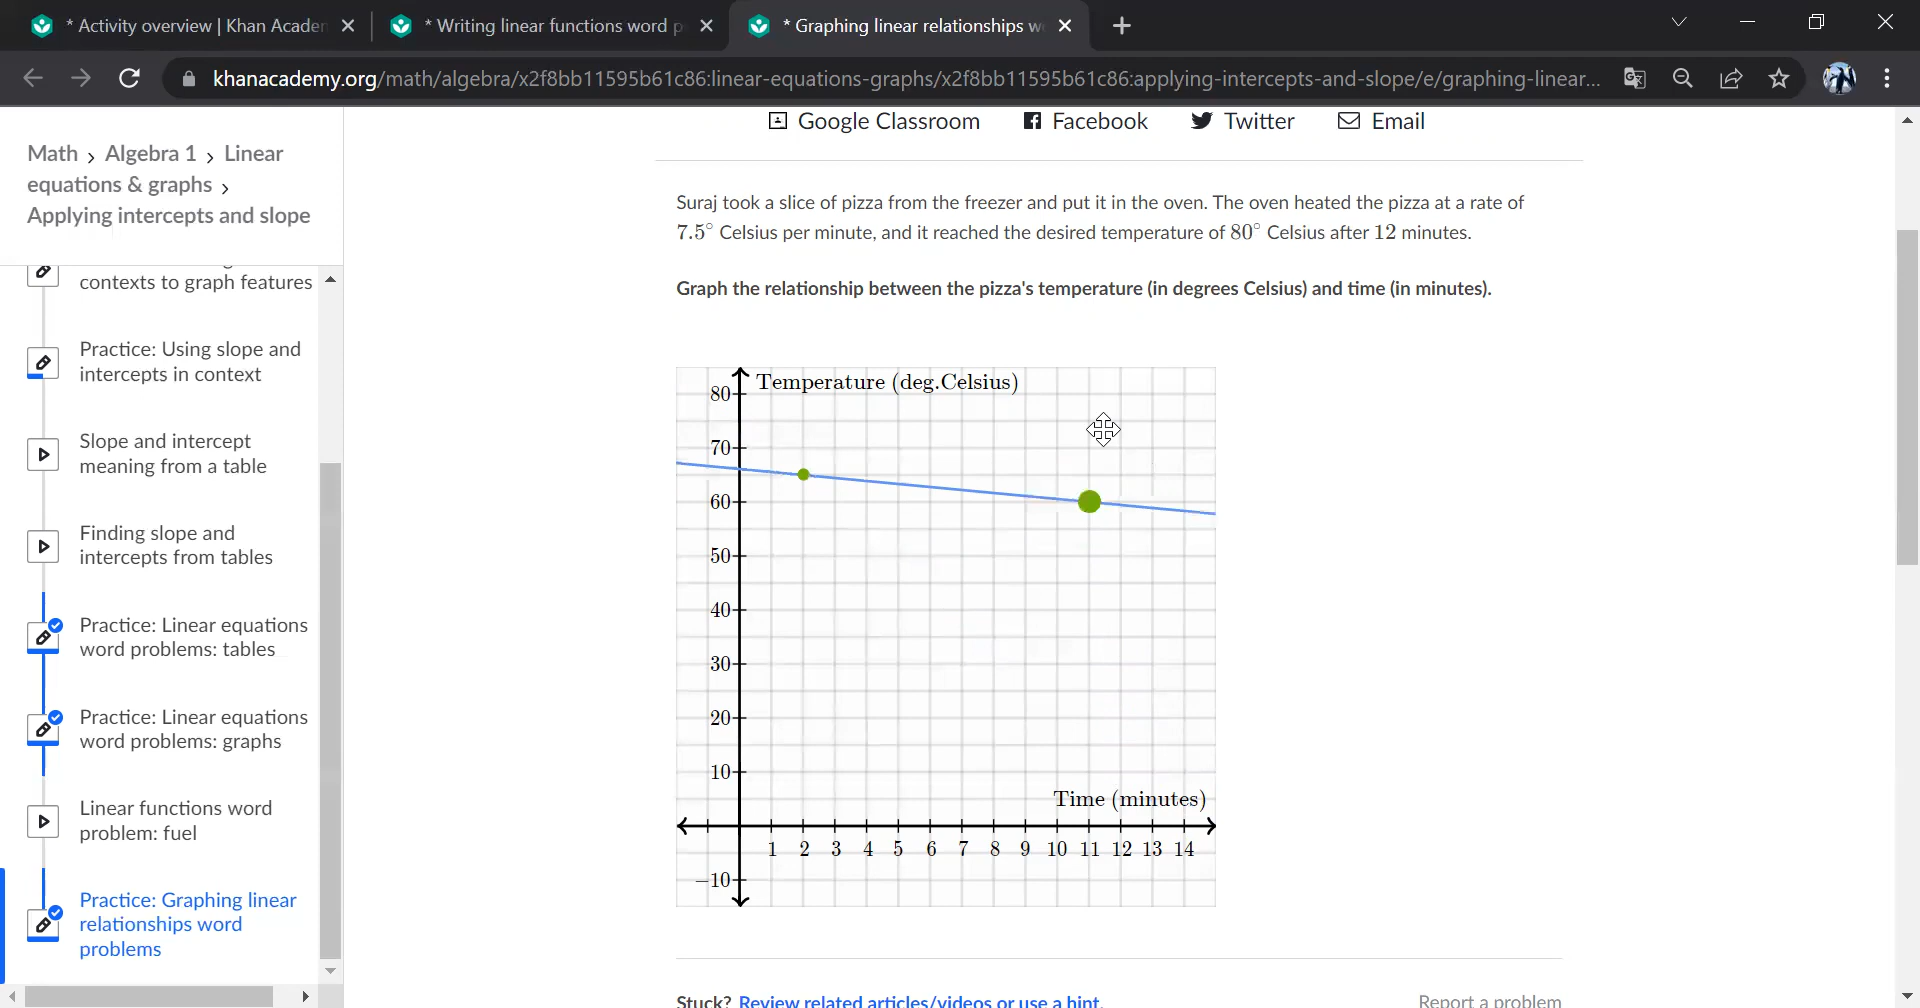 * Activity overview | Khan Academ
* Writing linear functions word p
* Graphing linear relationships w
khanacademy.org/math/algebra/x2f8bb11595b61c86:linear-equations-graphs/x2f8bb11595b61c86:applying-intercepts-and-slope/e/graphing-linear...
Google Classroom Facebook Twitter Email
Math › Algebra 1 › Linear
equations & graphs ›
Applying intercepts and slope
contexts to graph features
Practice: Using slope and
intercepts in context
Slope and intercept
meaning from a table
Finding slope and
intercepts from tables
Practice: Linear equations
word problems: tables
Practice: Linear equations
word problems: graphs
Linear functions word
problem: fuel
Practice: Graphing linear
relationships word
problems
Suraj took a slice of pizza from the freezer and put it in the oven. The oven heated the pizza at a rate of
7.5° Celsius per minute, and it reached the desired temperature of 80° Celsius after 12 minutes.
Graph the relationship between the pizza's temperature (in degrees Celsius) and time (in minutes).
Temperature (deg.Celsius)
80
70
60
50
40
30
20
10
Time (minutes)
1 2 3 4 5 6 7 8 9 10 11 12 13 14
−10
Stuck? Review related articles/videos or use a hint.
Report a problem